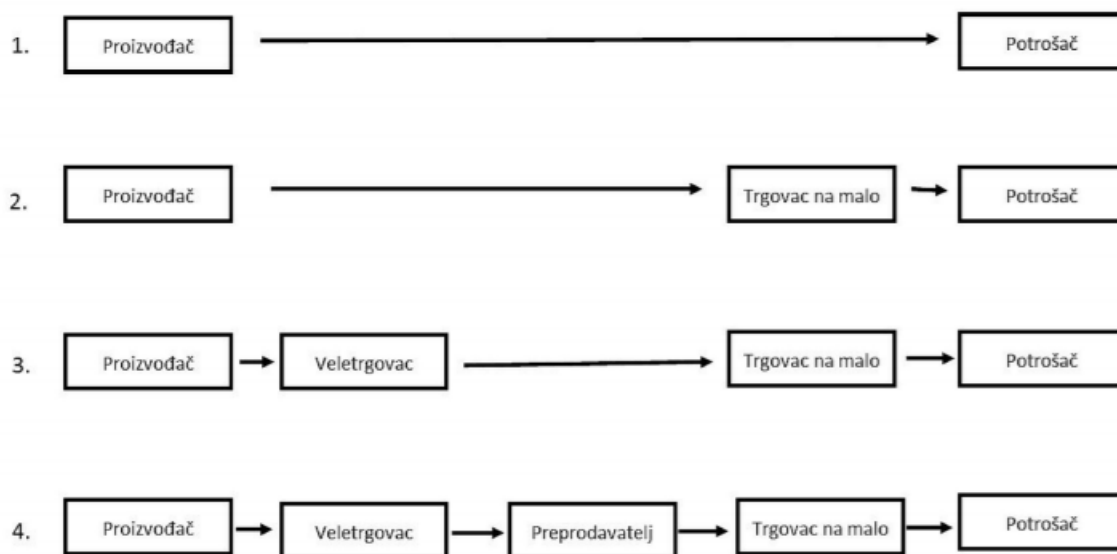 1. Proizvođač Potrošač
2. Proizvođač Trgovac na malo Potrošač
3. Proizvođač Veletrgovac Trgovac na malo Potrošač
4. Proizvođač Veletrgovac Preprodavatelj Trgovac na malo Potrošač